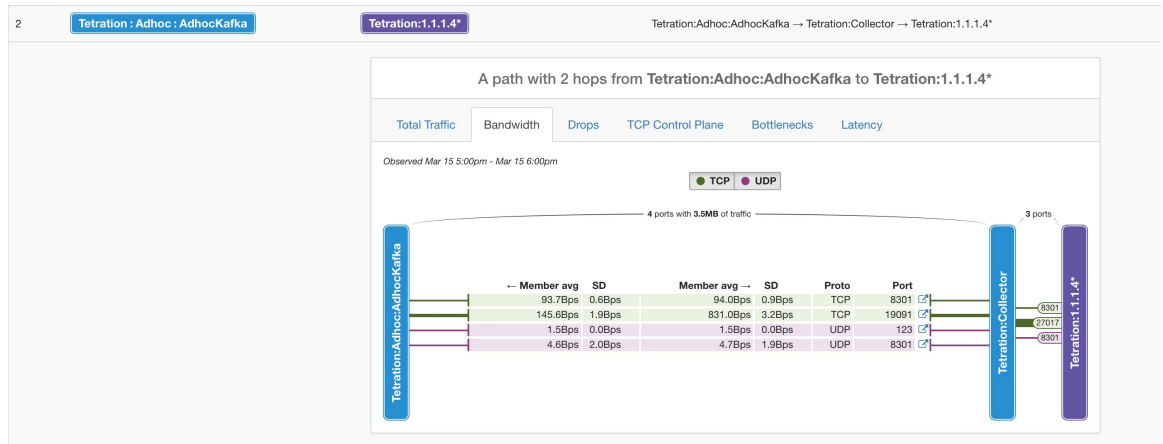 2 Tetration : Adhoc : AdhocKafka Tetration:1.1.1.4* Tetration:Adhoc:AdhocKafka → Tetration:Collector → Tetration:1.1.1.4*
A path with 2 hops from Tetration:Adhoc:AdhocKafka to Tetration:1.1.1.4*
Total Traffic Bandwidth Drops TCP Control Plane Bottlenecks Latency
Observed Mar 15 5:00pm - Mar 15 6:00pm
TCP UDP
4 ports with 3.5MB of traffic 3 ports
Tetration:Adhoc:AdhocKafka
← Member avg SD Member avg → SD Proto Port
93.7Bps 0.6Bps 94.0Bps 0.9Bps TCP 8301
145.6Bps 1.9Bps 831.0Bps 3.2Bps TCP 19091
1.5Bps 0.0Bps 1.5Bps 0.0Bps UDP 123
4.6Bps 2.0Bps 4.7Bps 1.9Bps UDP 8301
Tetration:Collector
8301
27017
8301
Tetration:1.1.1.4*